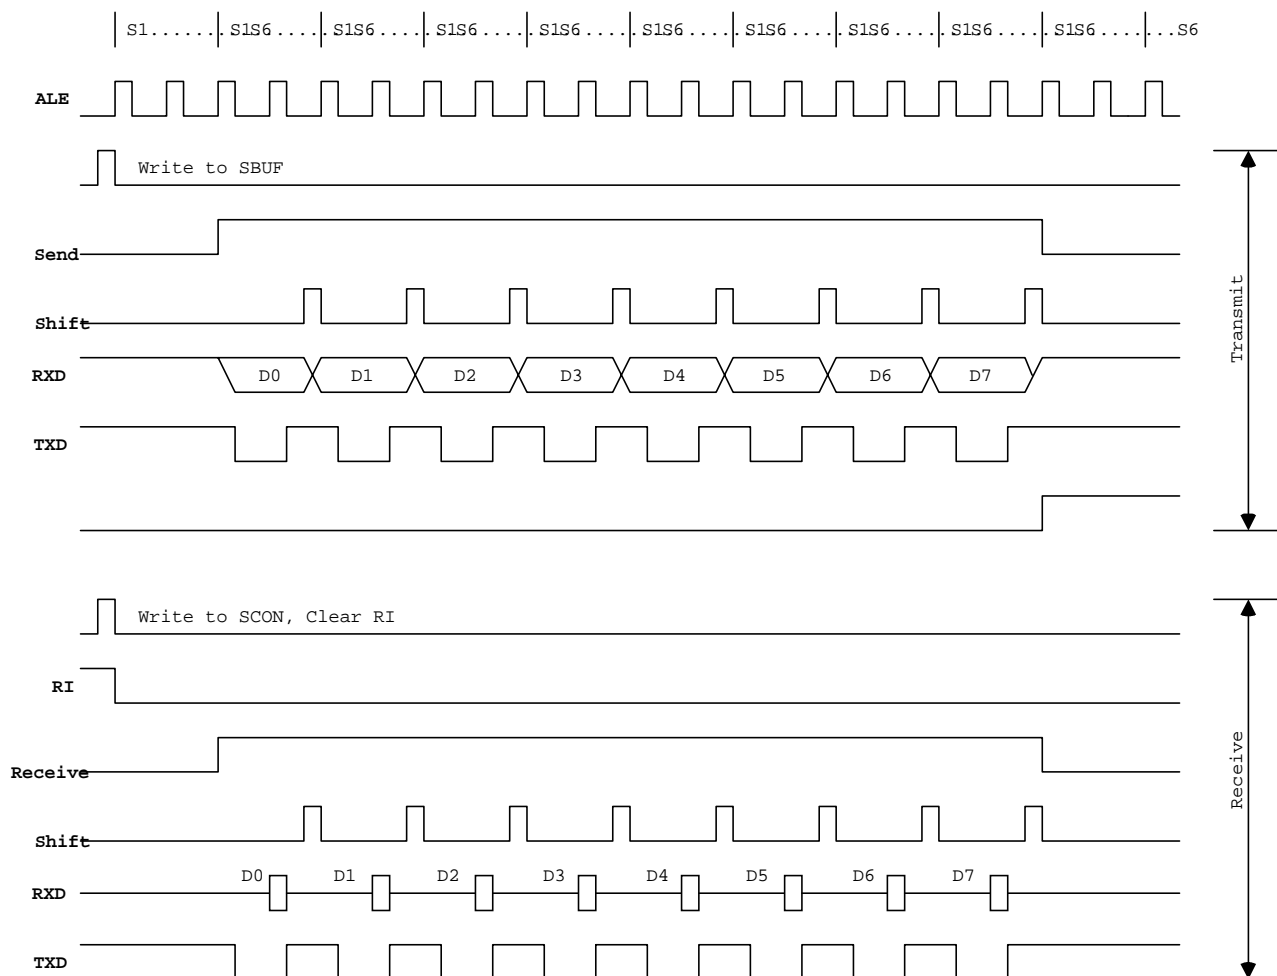 S1......S1S6....S1S6....S1S6....S1S6....S1S6....S1S6....S1S6....S1S6....S1S6.......S6
ALE
Write to SBUF
Send
Shift
RXD D0 D1 D2 D3 D4 D5 D6 D7
TXD
Transmit
Write to SCON, Clear RI
RI
Receive
Shift
RXD D0 D1 D2 D3 D4 D5 D6 D7
TXD
Receive